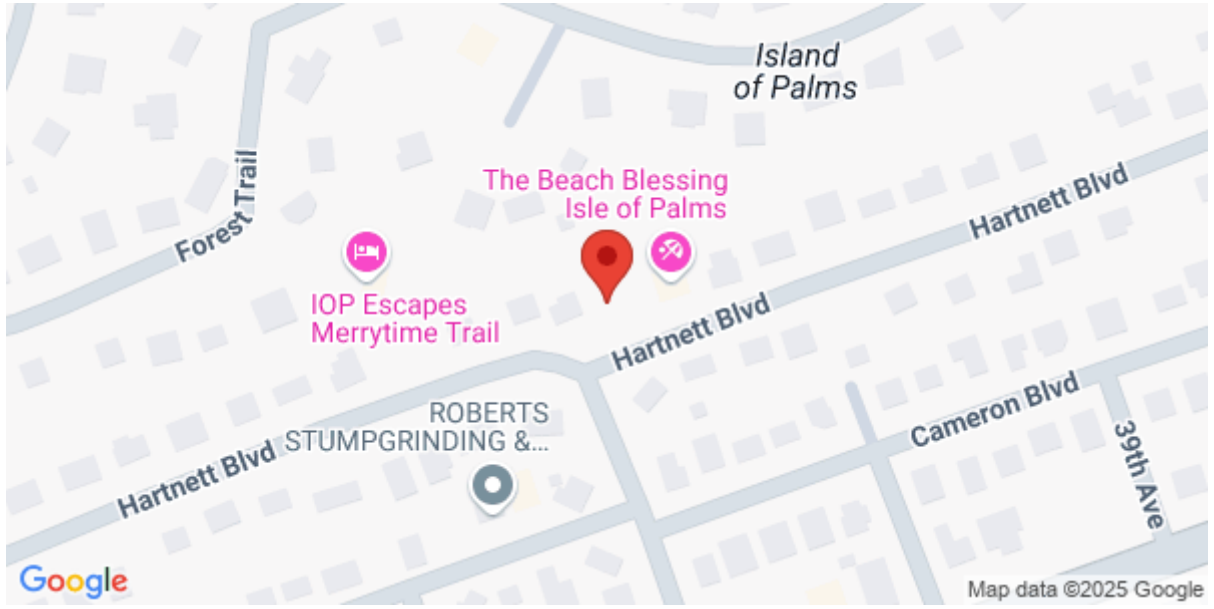 Island
of Palms
Forest Trail
The Beach Blessing
Isle of Palms
Hartnett Blvd
IOP Escapes
Merrytime Trail
Hartnett Blvd
ROBERTS
STUMPGRINDING &...
Cameron Blvd
39th Ave
Hartnett Blvd
Google
Map data ©2025 Google